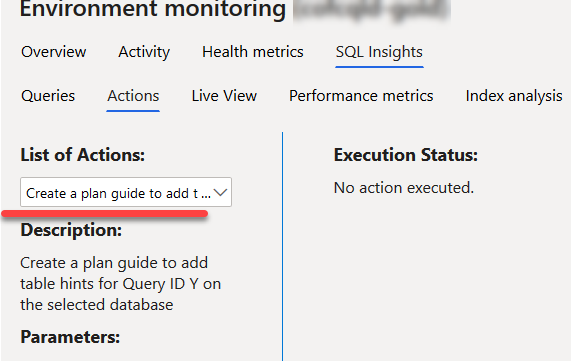 Environment monitoring
Overview Activity Health metrics SQL Insights
Queries Actions Live View Performance metrics Index analysis
List of Actions:
Create a plan guide to add t ...
Description:
Create a plan guide to add
table hints for Query ID Y on
the selected database
Parameters:
Execution Status:
No action executed.